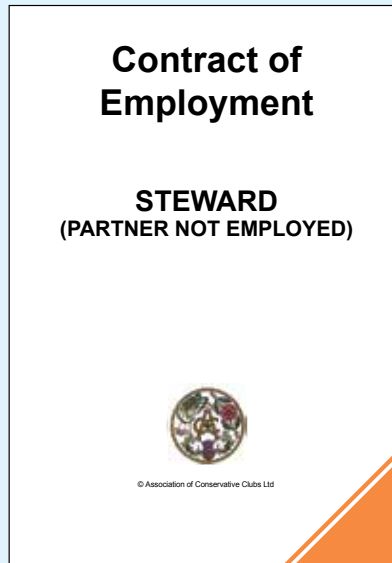 Contract of
Employment
STEWARD
(PARTNER NOT EMPLOYED)
© Association of Conservative Clubs Ltd